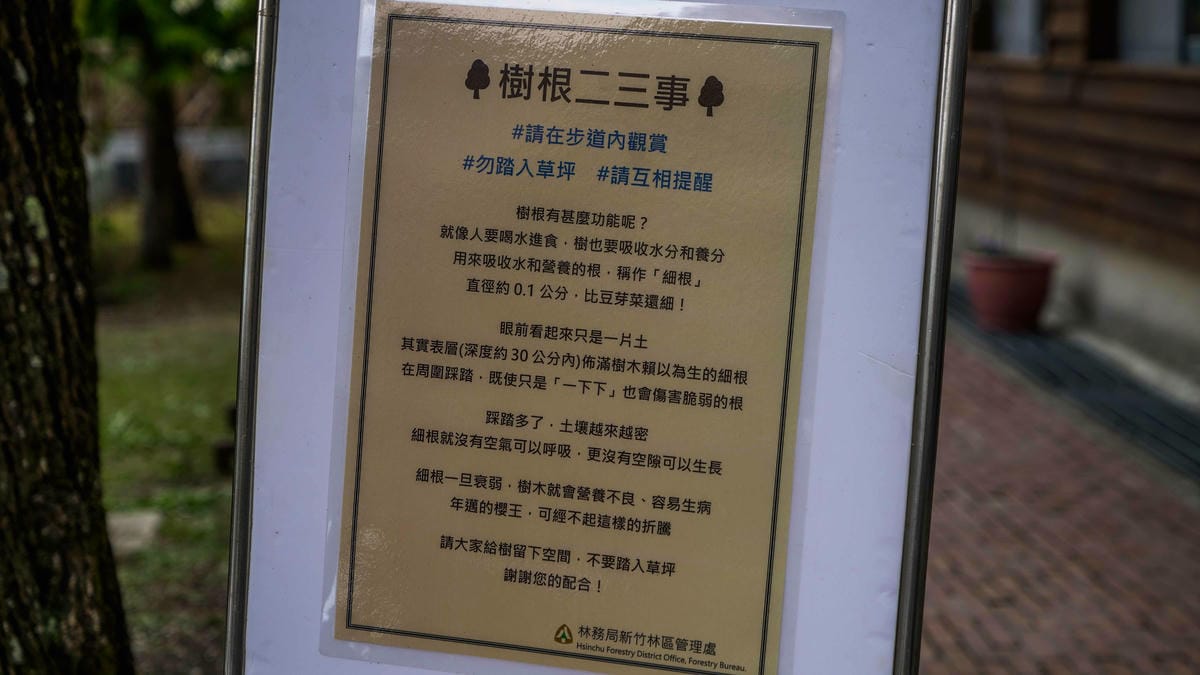 樹根二三事
#請在步道內觀賞
#勿踏入草坪 #請互相提醒
樹根有甚麼功能呢？
就像人要喝水進食，樹也要吸收水分和養分
用來吸收水和營養的根，稱作「細根」
直徑約 0.1 公分，比豆芽菜還細！
眼前看起來只是一片土
其實表層(深度約 30 公分內)佈滿樹木賴以為生的細根
在周圍踩踏，既使只是「一下下」也會傷害脆弱的根
踩踏多了，土壤越來越密
細根就沒有空氣可以呼吸，更沒有空隙可以生長
細根一旦衰弱，樹木就會營養不良、容易生病
年邁的櫻王，可經不起這樣的折騰
請大家給樹留下空間，不要踏入草坪
謝謝您的配合！
林務局新竹林區管理處
Hsinchu Forestry District Office, Forestry Bureau.